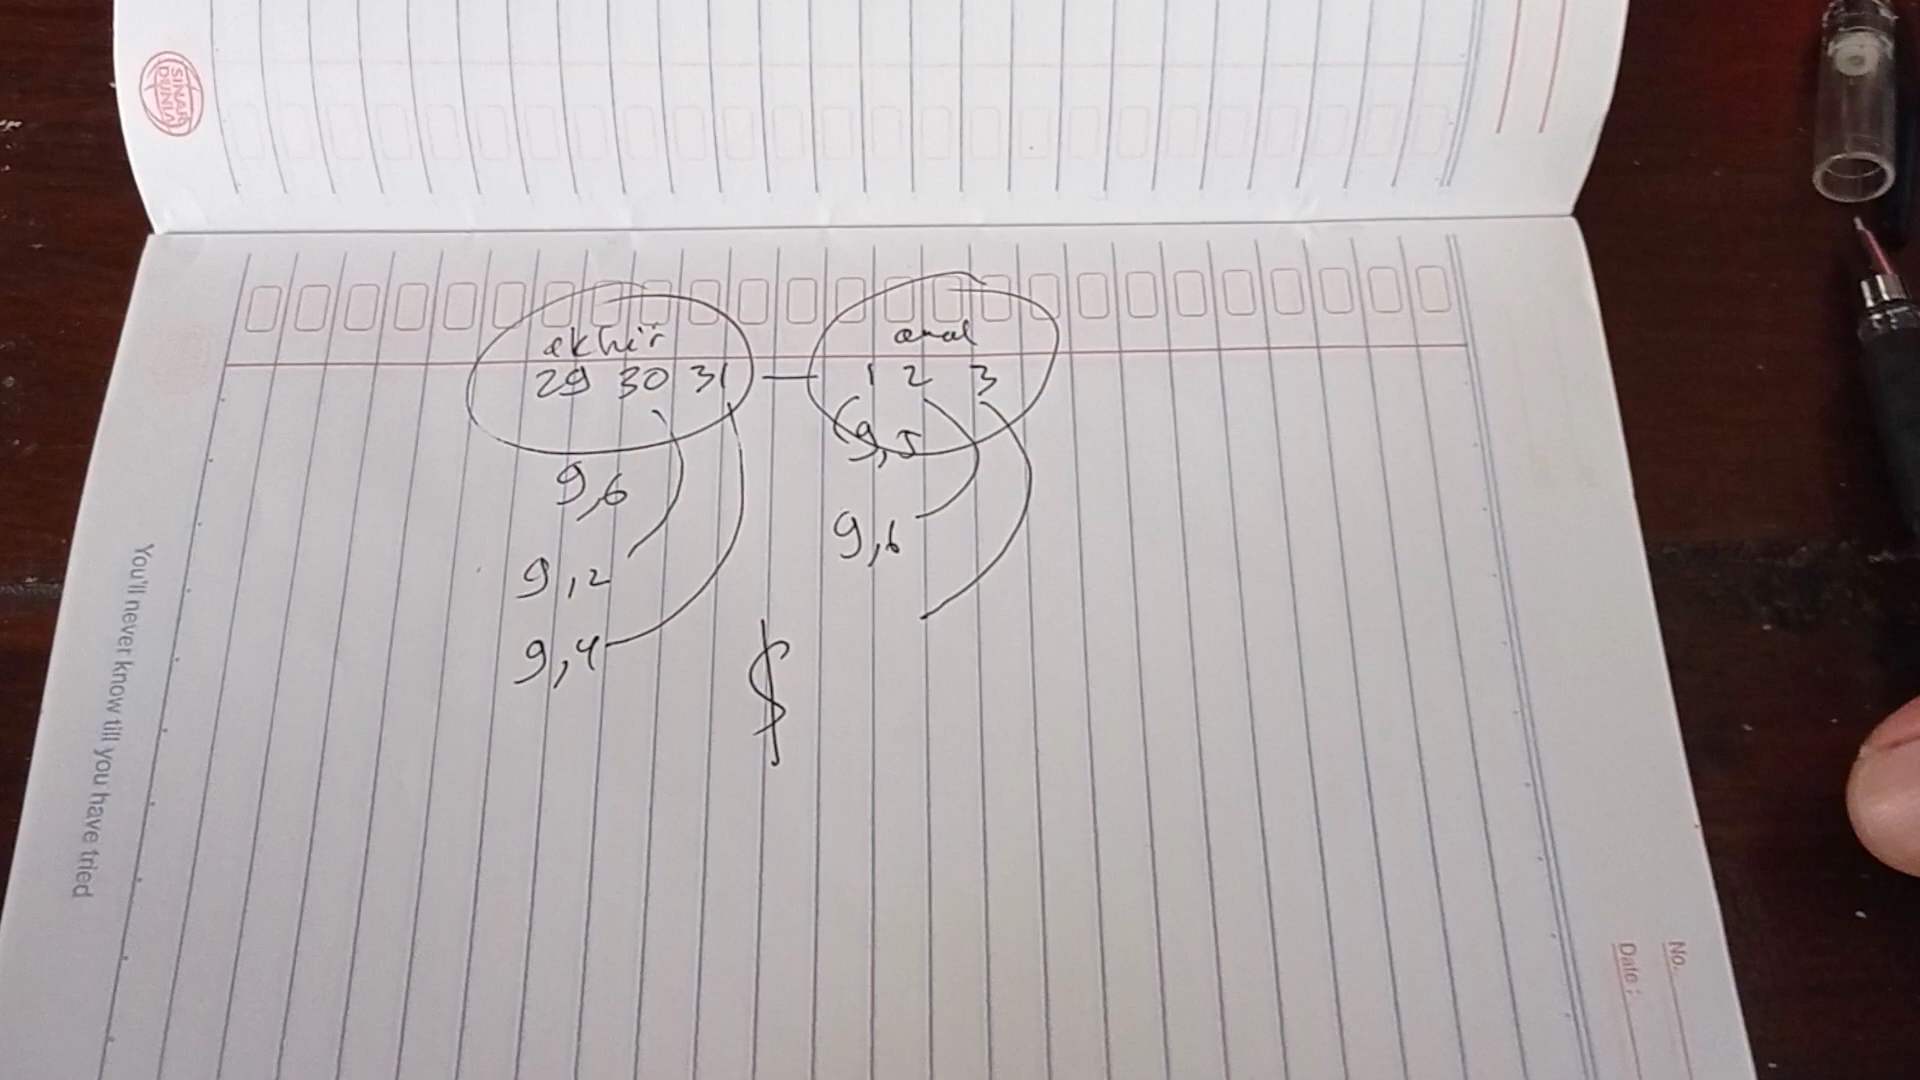 SINAR DUNIA
akhir awal
29 30 31 — 1 2 3
9,5
9,6
9,6
9,2
9,4
$
You'll never know till you have tried
No.
Date :